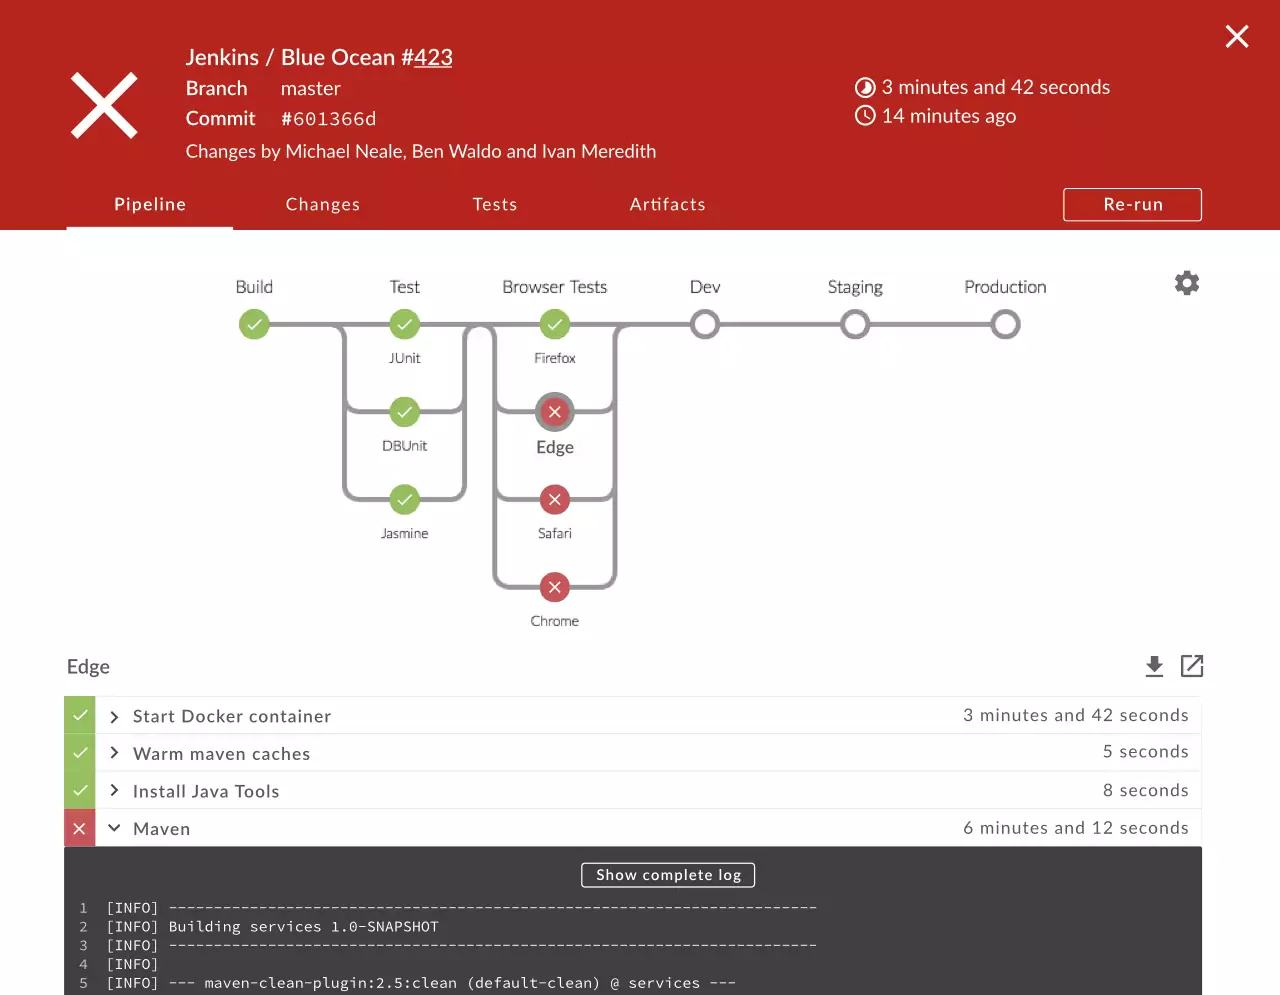 Jenkins / Blue Ocean #423
Branch master
Commit #601366d
Changes by Michael Neale, Ben Waldo and Ivan Meredith
3 minutes and 42 seconds
14 minutes ago
Pipeline Changes Tests Artifacts Re-run
Build Test Browser Tests Dev Staging Production
JUnit Firefox
DBUnit Edge
Jasmine Safari
Chrome
Edge
Start Docker container 3 minutes and 42 seconds
Warm maven caches 5 seconds
Install Java Tools 8 seconds
Maven 6 minutes and 12 seconds
Show complete log
1 [INFO] ------------------------------------------------------------------------
2 [INFO] Building services 1.0-SNAPSHOT
3 [INFO] ------------------------------------------------------------------------
4 [INFO]
5 [INFO] --- maven-clean-plugin:2.5:clean (default-clean) @ services ---